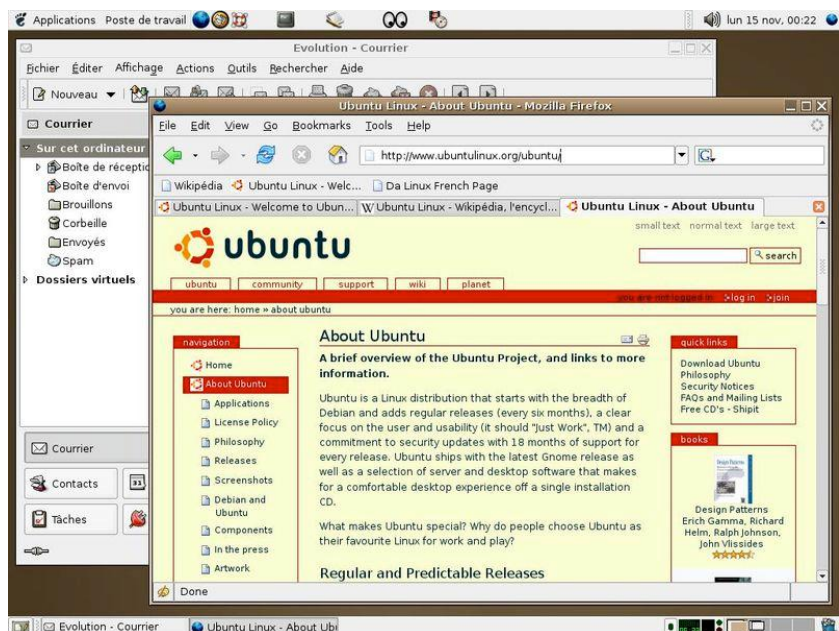 Applications Poste de travail
lun 15 nov, 00:22
Evolution - Courrier
Fichier Éditer Affichage Actions Outils Rechercher Aide
Nouveau
Courrier
Sur cet ordinateur
Boîte de réceptio
Boîte d'envoi
Brouillons
Corbeille
Envoyés
Spam
Dossiers virtuels
Courrier
Contacts
31
Tâches
Ubuntu Linux - About Ubuntu - Mozilla Firefox
File Edit View Go Bookmarks Tools Help
http://www.ubuntulinux.org/ubuntu/
G
Wikipédia Ubuntu Linux - Welc... Da Linux French Page
Ubuntu Linux - Welcome to Ubun... W Ubuntu Linux - Wikipédia, l'encycl... Ubuntu Linux - About Ubuntu
small text normal text large text
ubuntu
search
ubuntu community support wiki planet
you are not logged in log in join
you are here: home » about ubuntu
navigation
Home
About Ubuntu
Applications
License Policy
Philosophy
Releases
Screenshots
Debian and
Ubuntu
Components
In the press
Artwork
About Ubuntu
A brief overview of the Ubuntu Project, and links to more
information.
Ubuntu is a Linux distribution that starts with the breadth of
Debian and adds regular releases (every six months), a clear
focus on the user and usability (it should "Just Work", TM) and a
commitment to security updates with 18 months of support for
every release. Ubuntu ships with the latest Gnome release as
well as a selection of server and desktop software that makes
for a comfortable desktop experience off a single installation
CD.
What makes Ubuntu special? Why do people choose Ubuntu as
their favourite Linux for work and play?
Regular and Predictable Releases
quick links
Download Ubuntu
Philosophy
Security Notices
FAQs and Mailing Lists
Free CD's - Shipit
books
Design Patterns
Erich Gamma, Richard
Helm, Ralph Johnson,
John Vlissides
Done
Evolution - Courrier
Ubuntu Linux - About Ubu